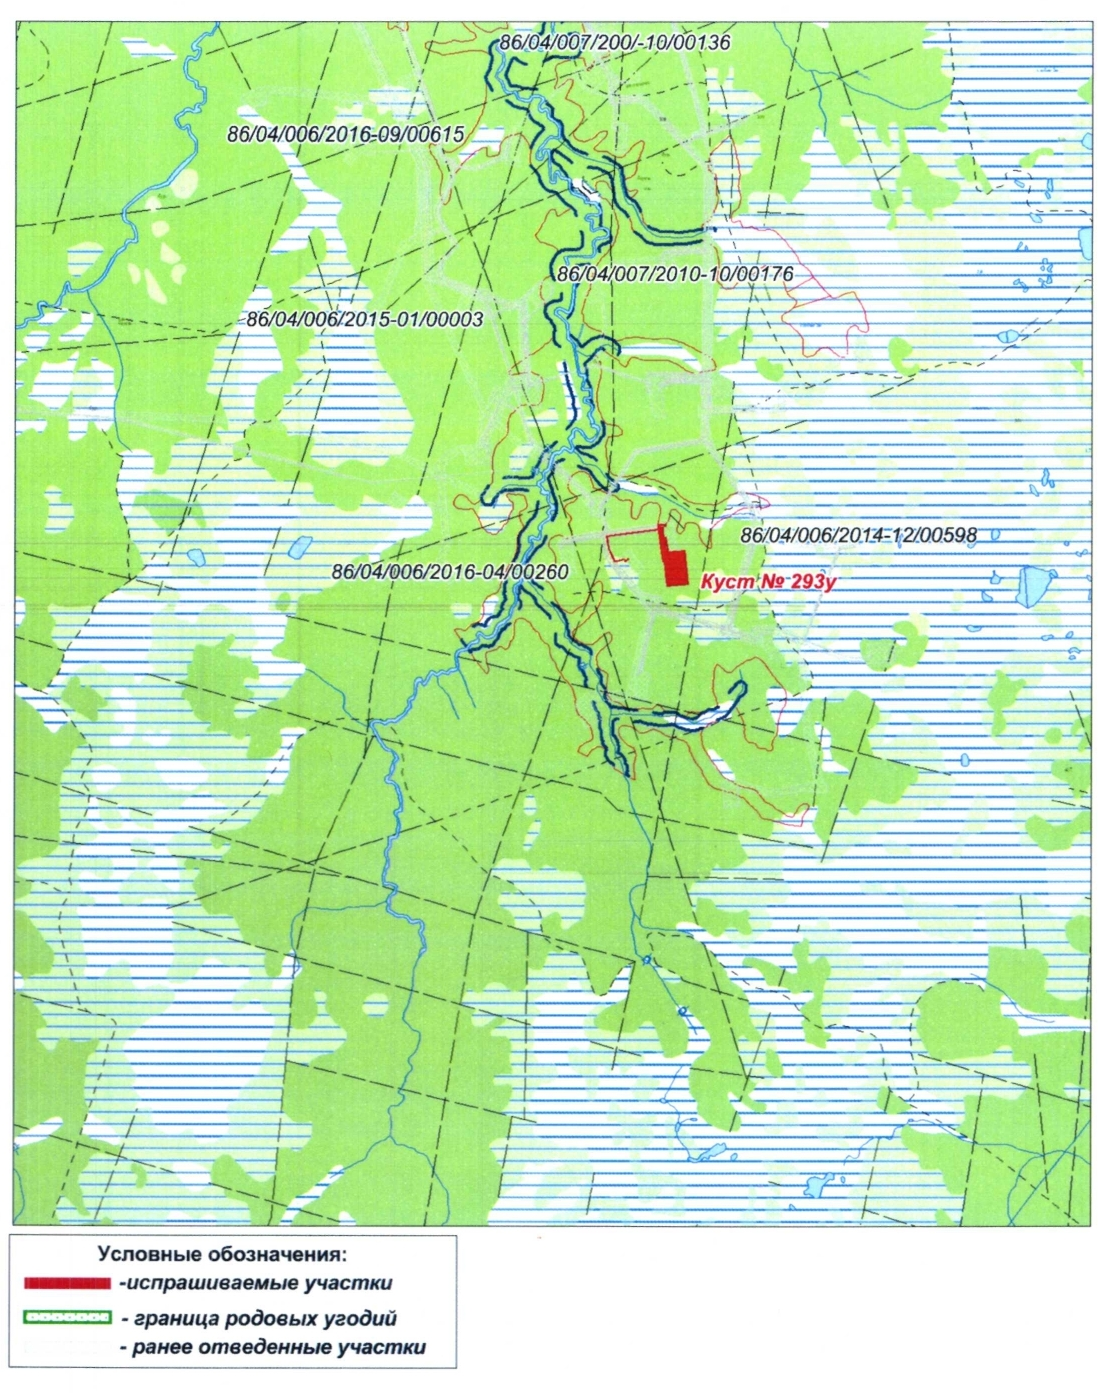 86/04/007/200/-10/00136
86/04/006/2016-09/00615
86/04/007/2010-10/00176
86/04/006/2015-01/00003
86/04/006/2014-12/00598
86/04/006/2016-04/00260
Куст № 293у
Условные обозначения:
-испрашиваемые участки
- граница родовых угодий
- ранее отведенные участки